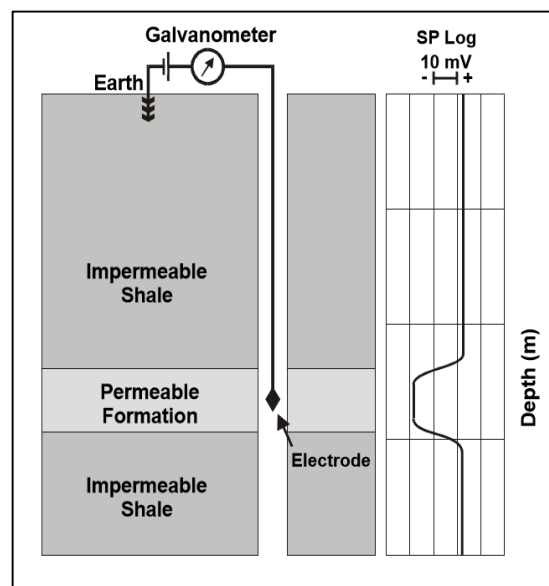 Galvanometer
Earth
SP Log
10 mV
- +
Impermeable
Shale
Permeable
Formation
Electrode
Impermeable
Shale
Depth (m)